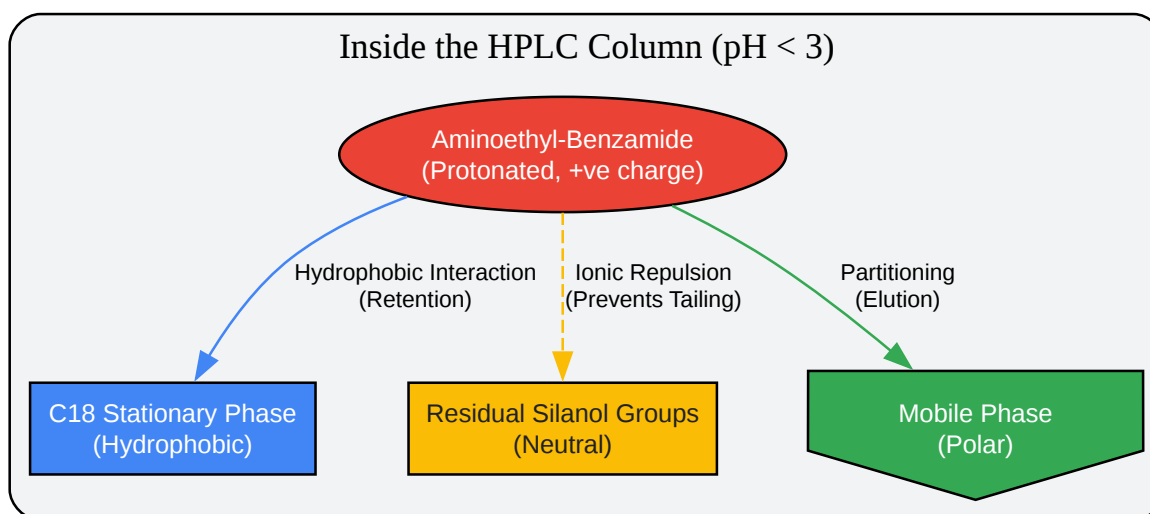 Inside the HPLC Column (pH < 3)
Aminoethyl-Benzamide
(Protonated, +ve charge)
Hydrophobic Interaction
(Retention)
Ionic Repulsion
(Prevents Tailing)
Partitioning
(Elution)
C18 Stationary Phase
(Hydrophobic)
Residual Silanol Groups
(Neutral)
Mobile Phase
(Polar)